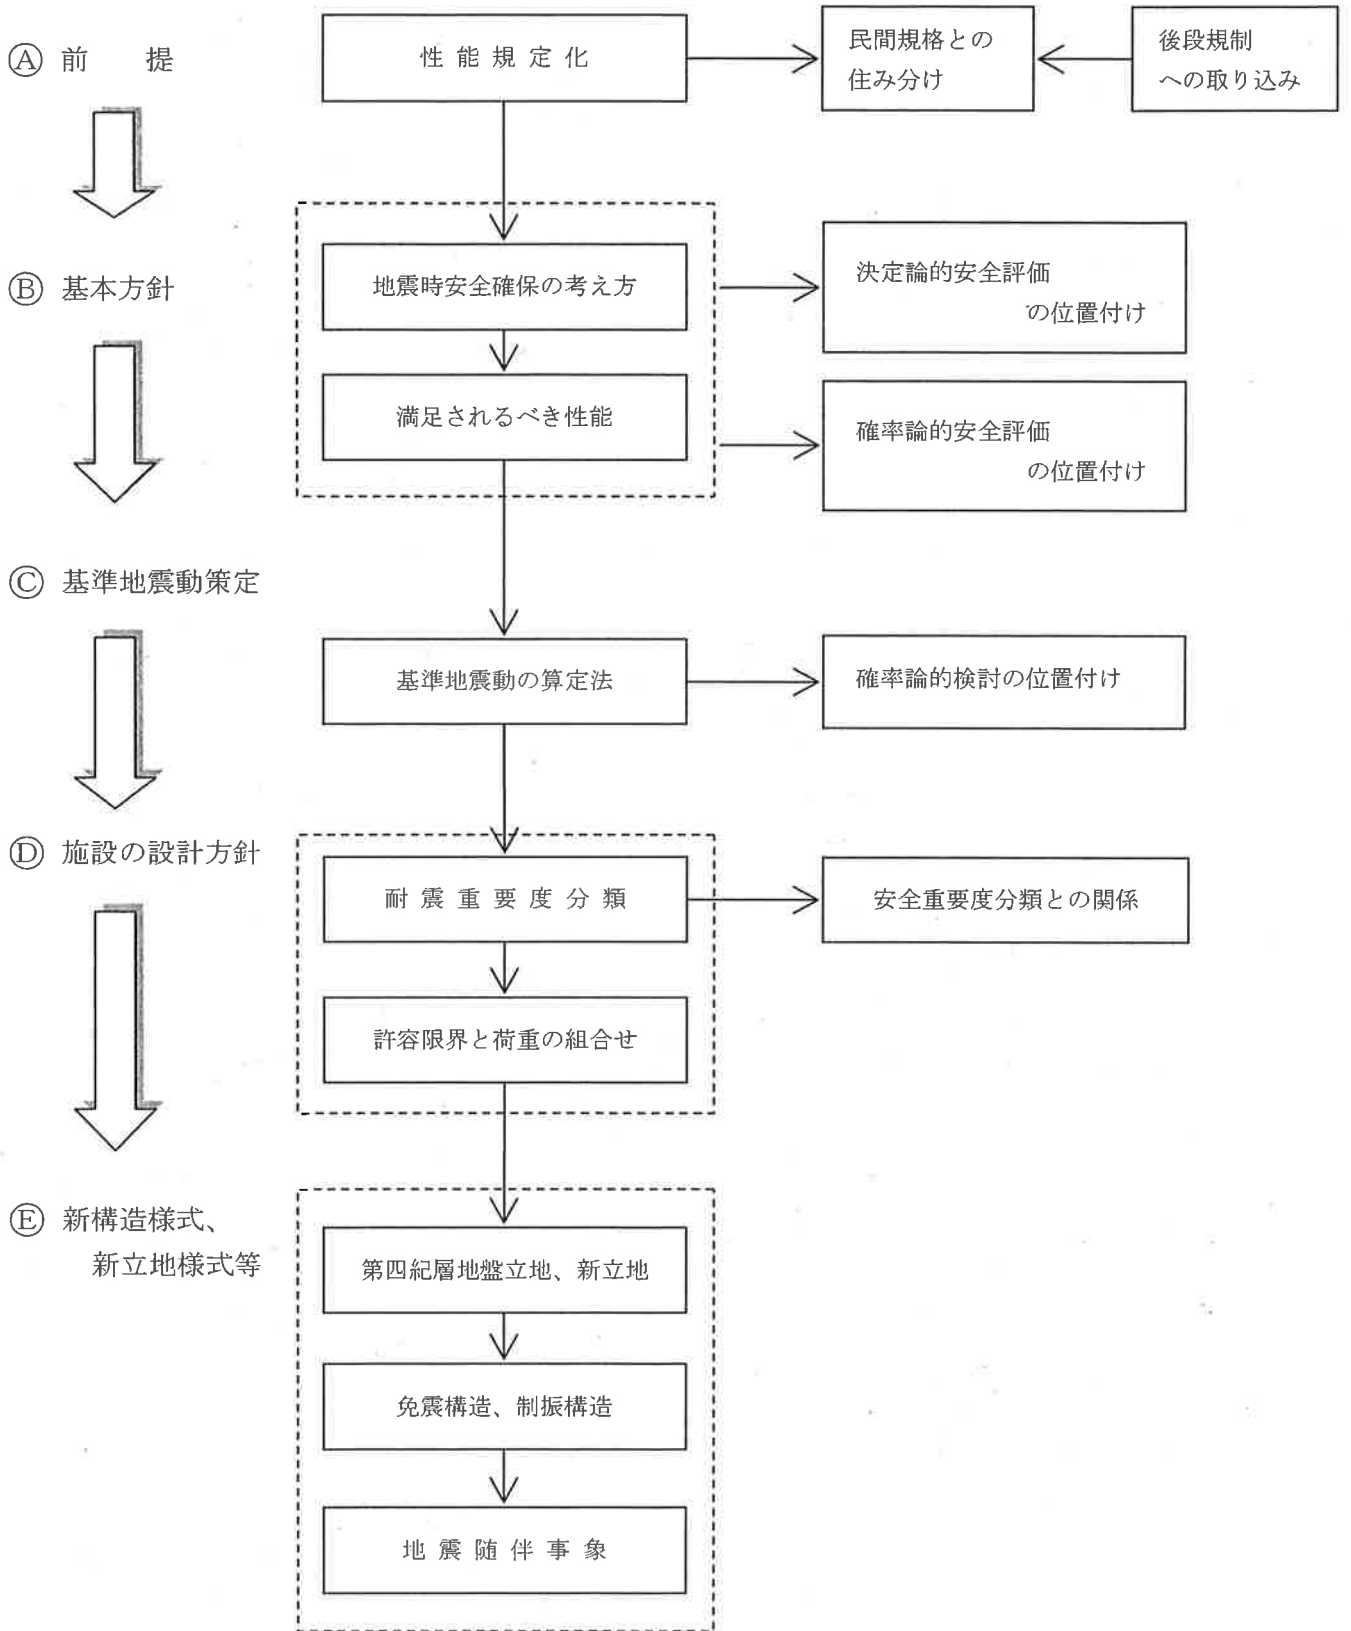 Ⓐ 前　　提
性能規定化
民間規格との
住み分け
後段規制
への取り込み
Ⓑ 基本方針
地震時安全確保の考え方
決定論的安全評価
の位置付け
満足されるべき性能
確率論的安全評価
の位置付け
Ⓒ 基準地震動策定
基準地震動の算定法
確率論的検討の位置付け
Ⓓ 施設の設計方針
耐震重要度分類
安全重要度分類との関係
許容限界と荷重の組合せ
Ⓔ 新構造様式、
新立地様式等
第四紀層地盤立地、新立地
免震構造、制振構造
地震随伴事象